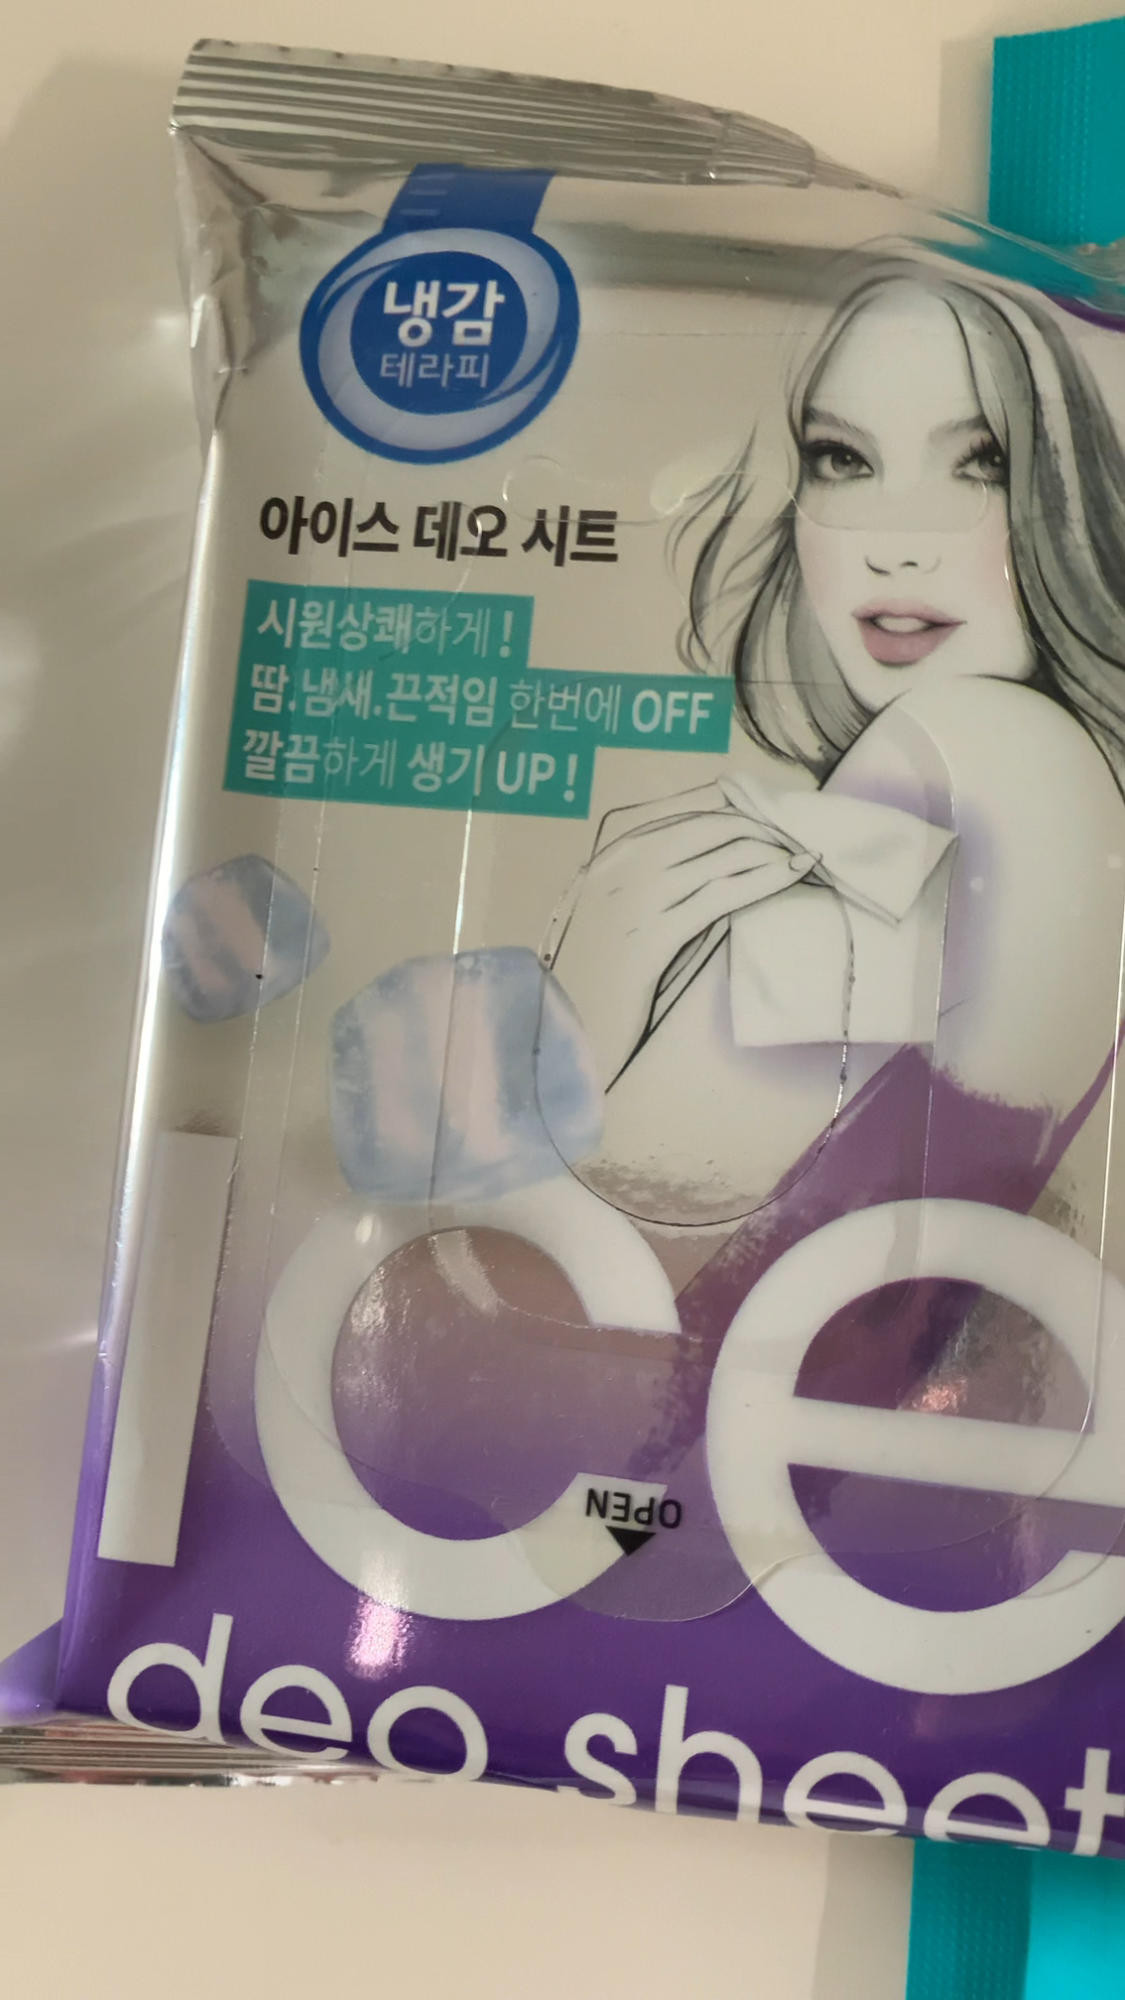 냉감
테라피
아이스 데오 시트
시원상쾌하게!
땀.냄새.끈적임 한번에 OFF
깔끔하게 생기 UP!
Ice
OPEN
deo sheet